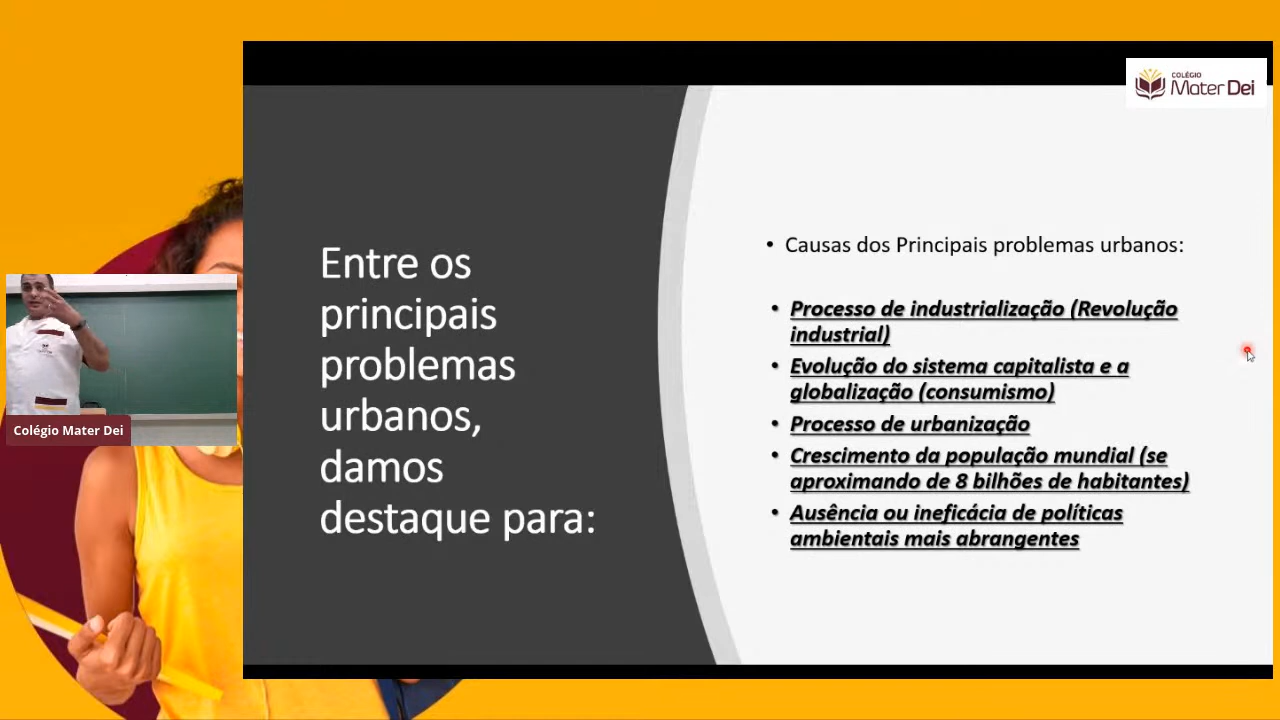 COLÉGIO
Mater Dei
Entre os
principais
problemas
urbanos,
damos
destaque para:
• Causas dos Principais problemas urbanos:
• Processo de industrialização (Revolução
industrial)
• Evolução do sistema capitalista e a
globalização (consumismo)
• Processo de urbanização
• Crescimento da população mundial (se
aproximando de 8 bilhões de habitantes)
• Ausência ou ineficácia de políticas
ambientais mais abrangentes
Colégio Mater Dei